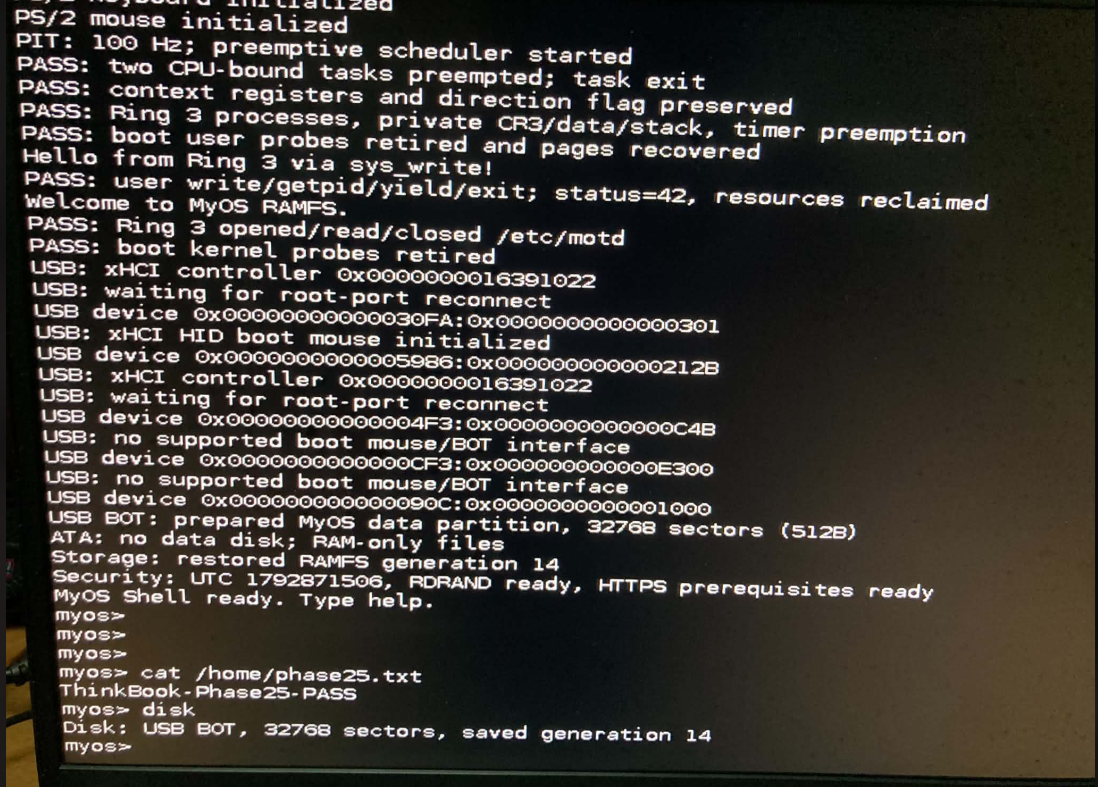 PS/2 keyboard initialized
PS/2 mouse initialized
PIT: 100 Hz; preemptive scheduler started
PASS: two CPU-bound tasks preempted; task exit
PASS: context registers and direction flag preserved
PASS: Ring 3 processes, private CR3/data/stack, timer preemption
PASS: boot user probes retired and pages recovered
Hello from Ring 3 via sys_write!
PASS: user write/getpid/yield/exit; status=42, resources reclaimed
Welcome to MyOS RAMFS.
PASS: Ring 3 opened/read/closed /etc/motd
PASS: boot kernel probes retired
USB: xHCI controller 0x0000000016391022
USB: waiting for root-port reconnect
USB device 0x00000000000030FA:0x0000000000000301
USB: xHCI HID boot mouse initialized
USB device 0x0000000000005986:0x000000000000212B
USB: xHCI controller 0x0000000016391022
USB: waiting for root-port reconnect
USB device 0x00000000000004F3:0x0000000000000C4B
USB: no supported boot mouse/BOT interface
USB device 0x0000000000000CF3:0x000000000000E300
USB: no supported boot mouse/BOT interface
USB device 0x000000000000090C:0x0000000000001000
USB BOT: prepared MyOS data partition, 32768 sectors (512B)
ATA: no data disk; RAM-only files
Storage: restored RAMFS generation 14
Security: UTC 1792871506, RDRAND ready, HTTPS prerequisites ready
MyOS Shell ready. Type help.
myos>
myos>
myos>
myos> cat /home/phase25.txt
ThinkBook-Phase25-PASS
myos> disk
Disk: USB BOT, 32768 sectors, saved generation 14
myos>